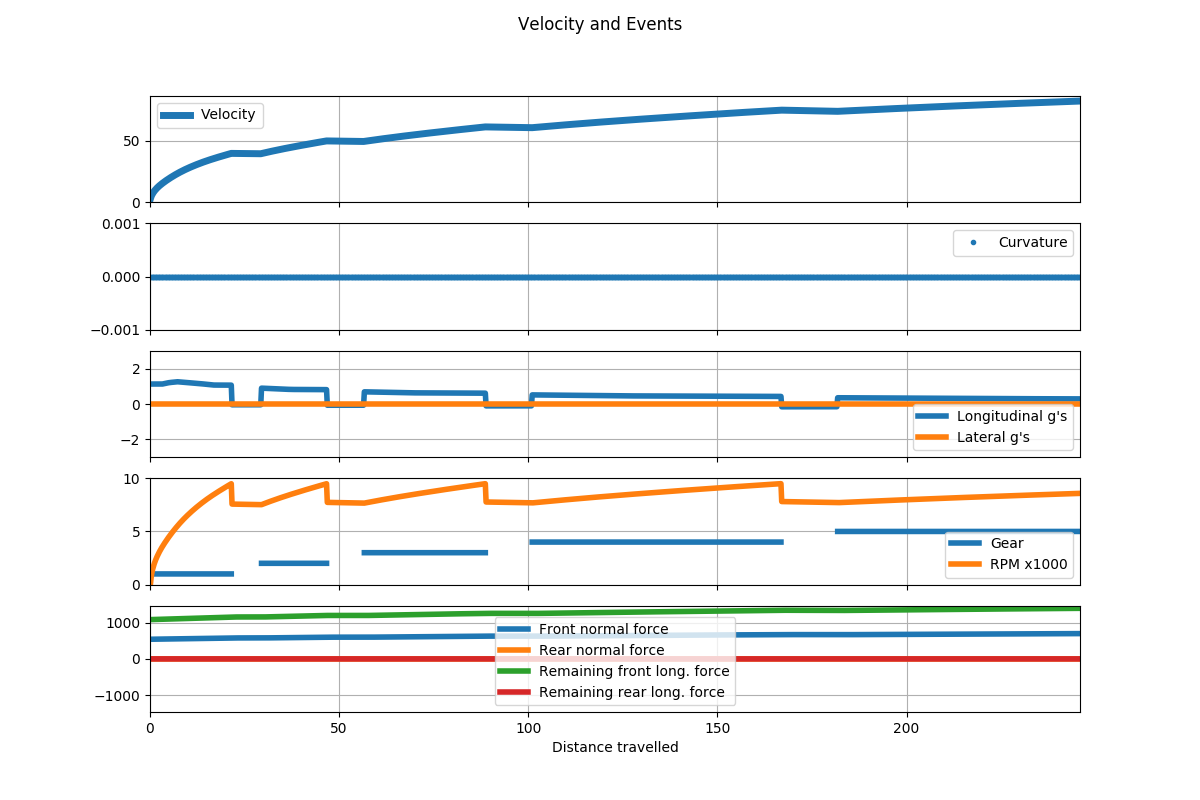 Velocity and Events
Velocity
50
0
0.001
0.000
−0.001
Curvature
2
0
−2
Longitudinal g's
Lateral g's
10
5
0
Gear
RPM x1000
1000
0
−1000
Front normal force
Rear normal force
Remaining front long. force
Remaining rear long. force
0 50 100 150 200
Distance travelled